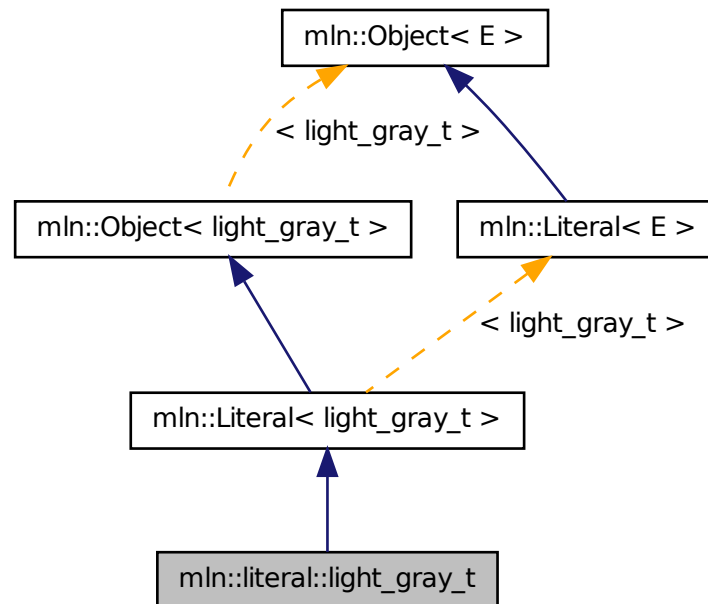 mln::Object< E >
< light_gray_t >
mln::Object< light_gray_t >
mln::Literal< E >
< light_gray_t >
mln::Literal< light_gray_t >
mln::literal::light_gray_t